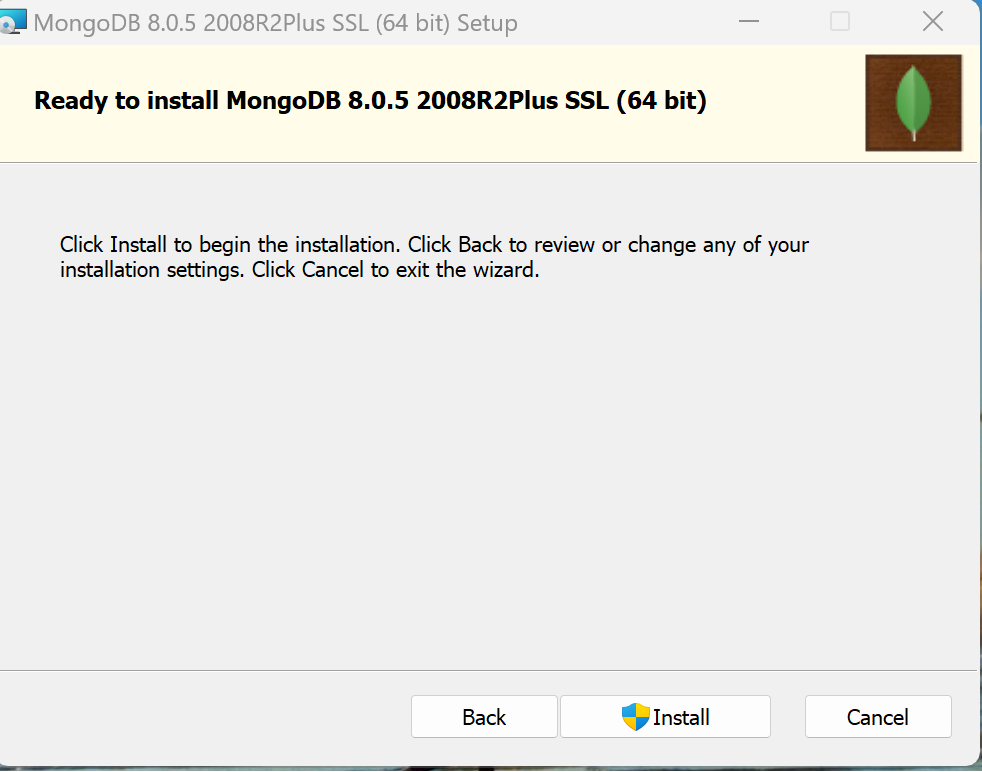 MongoDB 8.0.5 2008R2Plus SSL (64 bit) Setup
Ready to install MongoDB 8.0.5 2008R2Plus SSL (64 bit)
Click Install to begin the installation. Click Back to review or change any of your
installation settings. Click Cancel to exit the wizard.
Back
Install
Cancel